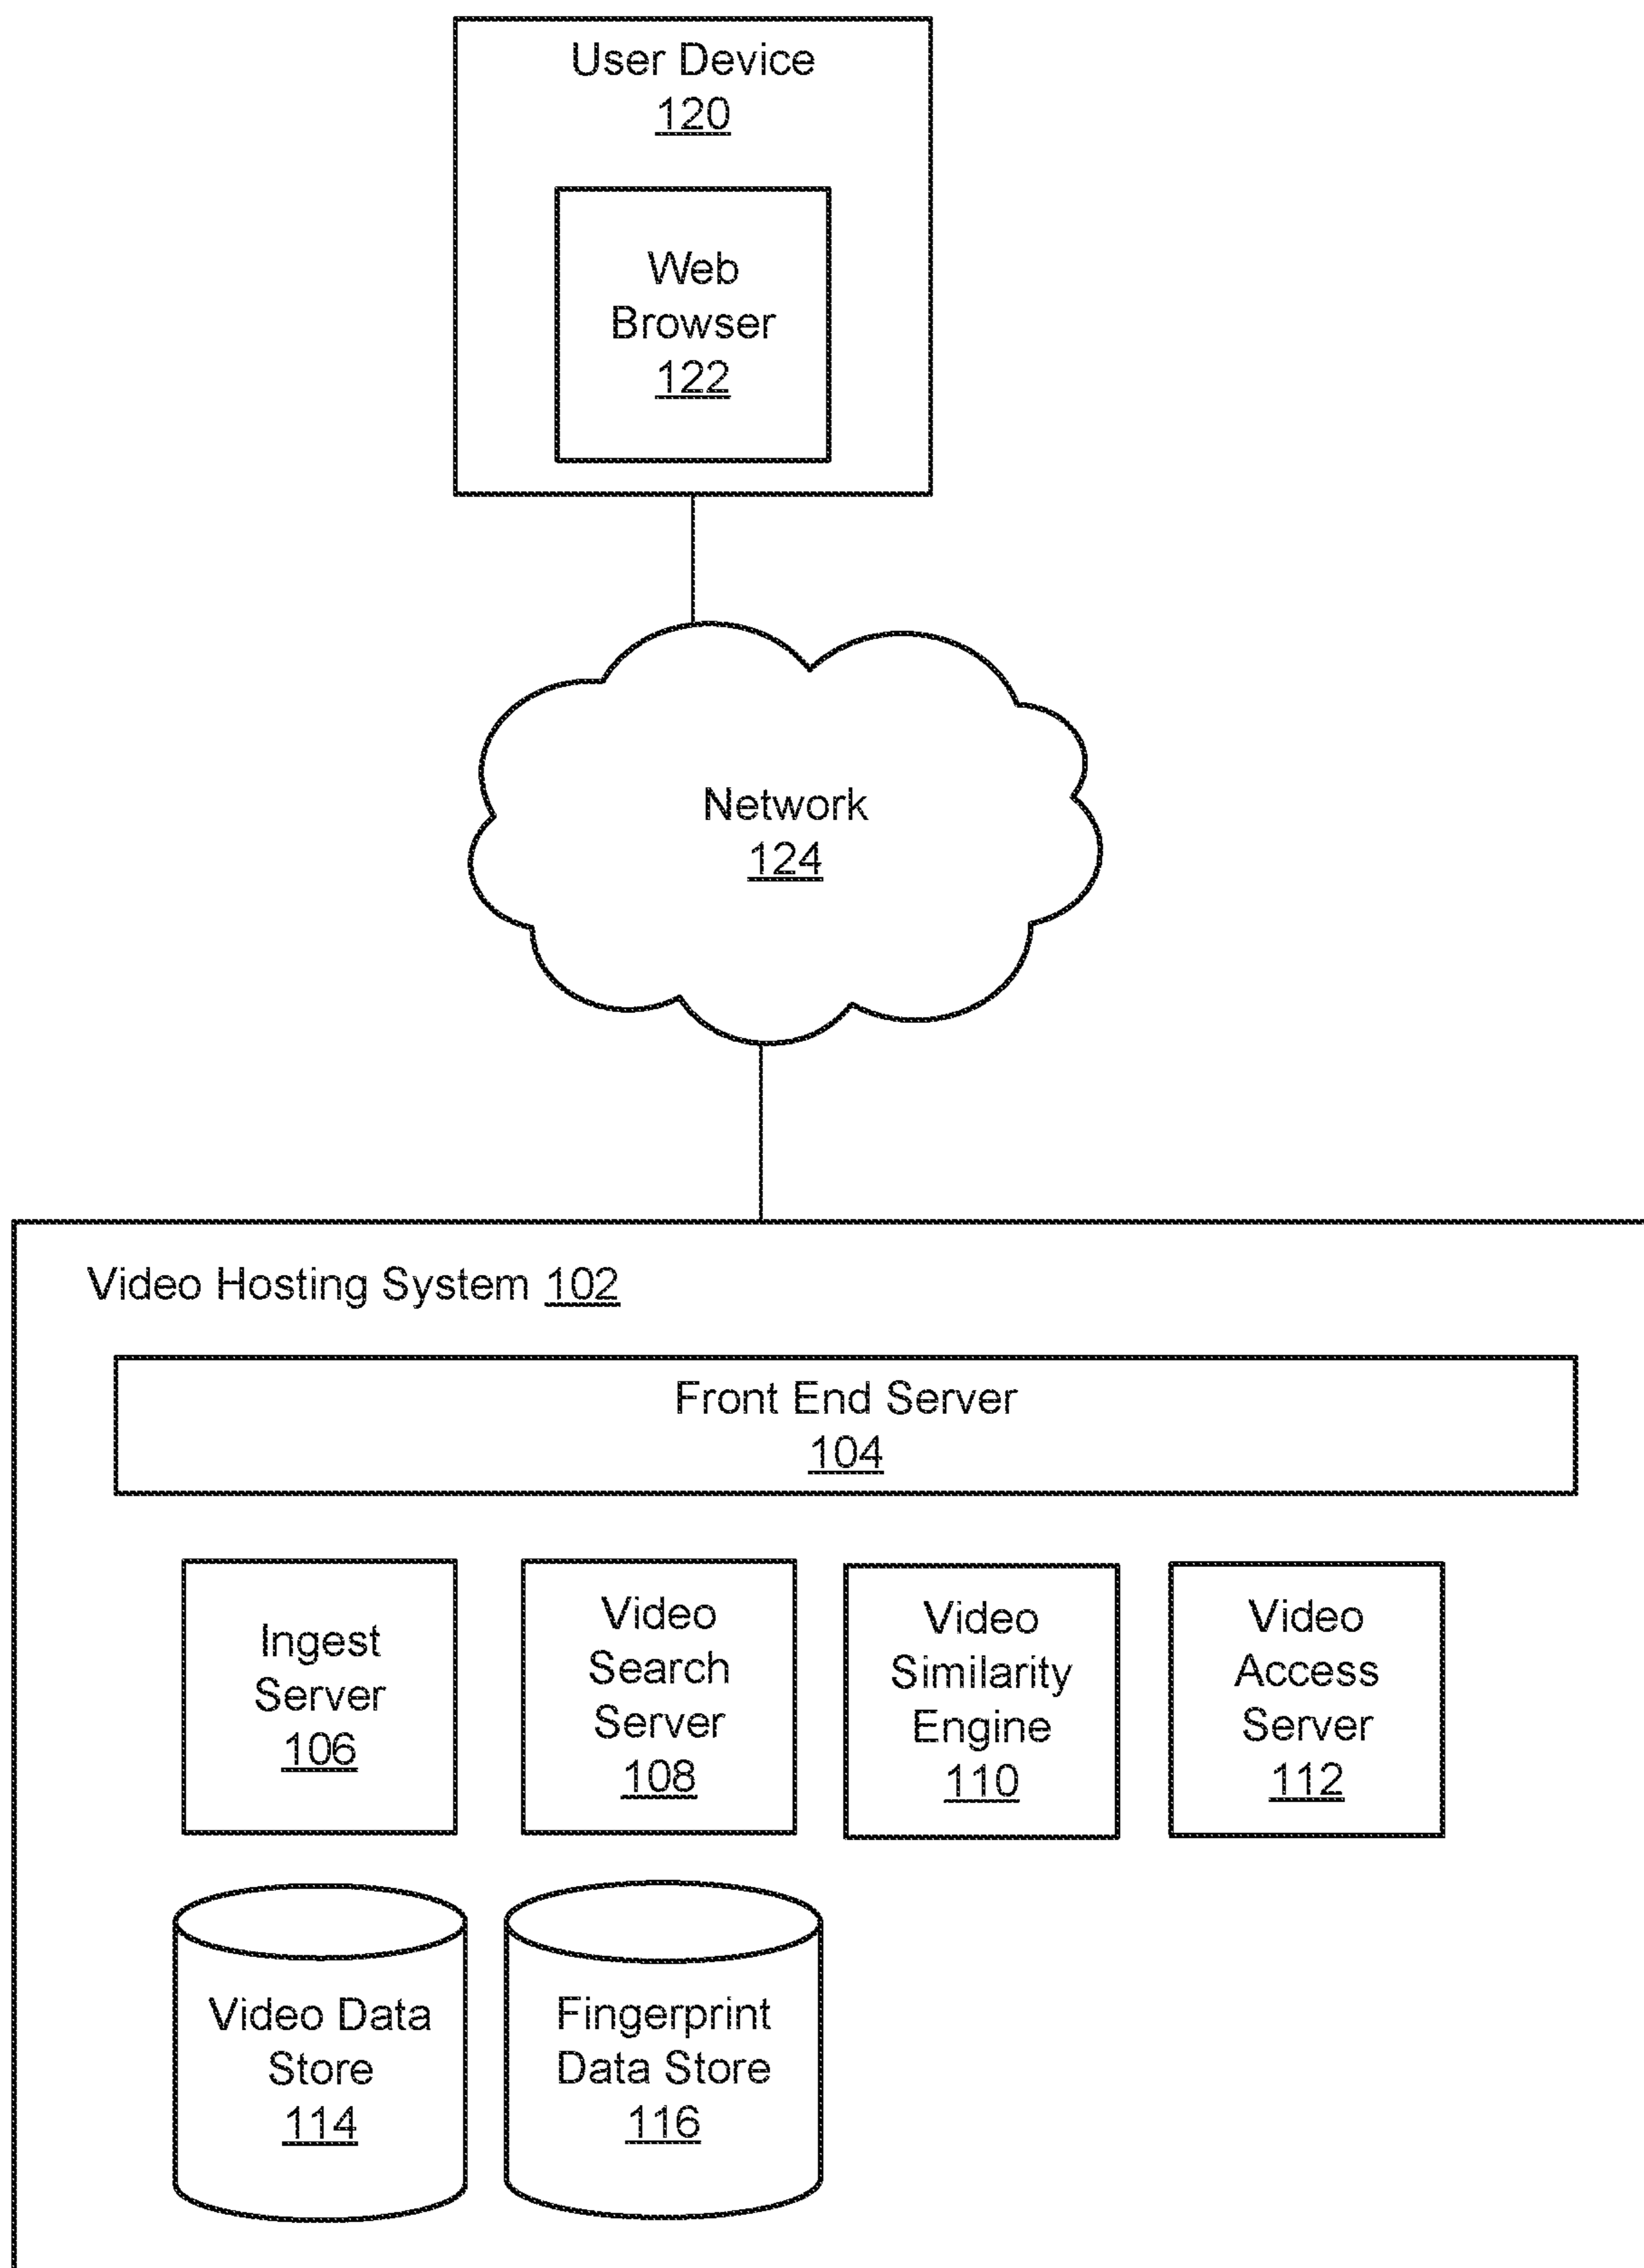 User Device
120
Web
Browser
122
Network
124
Video Hosting System 102
Front End Server
104
Ingest
Server
106
Video
Search
Server
108
Video
Similarity
Engine
110
Video
Access
Server
112
Video Data
Store
114
Fingerprint
Data Store
116